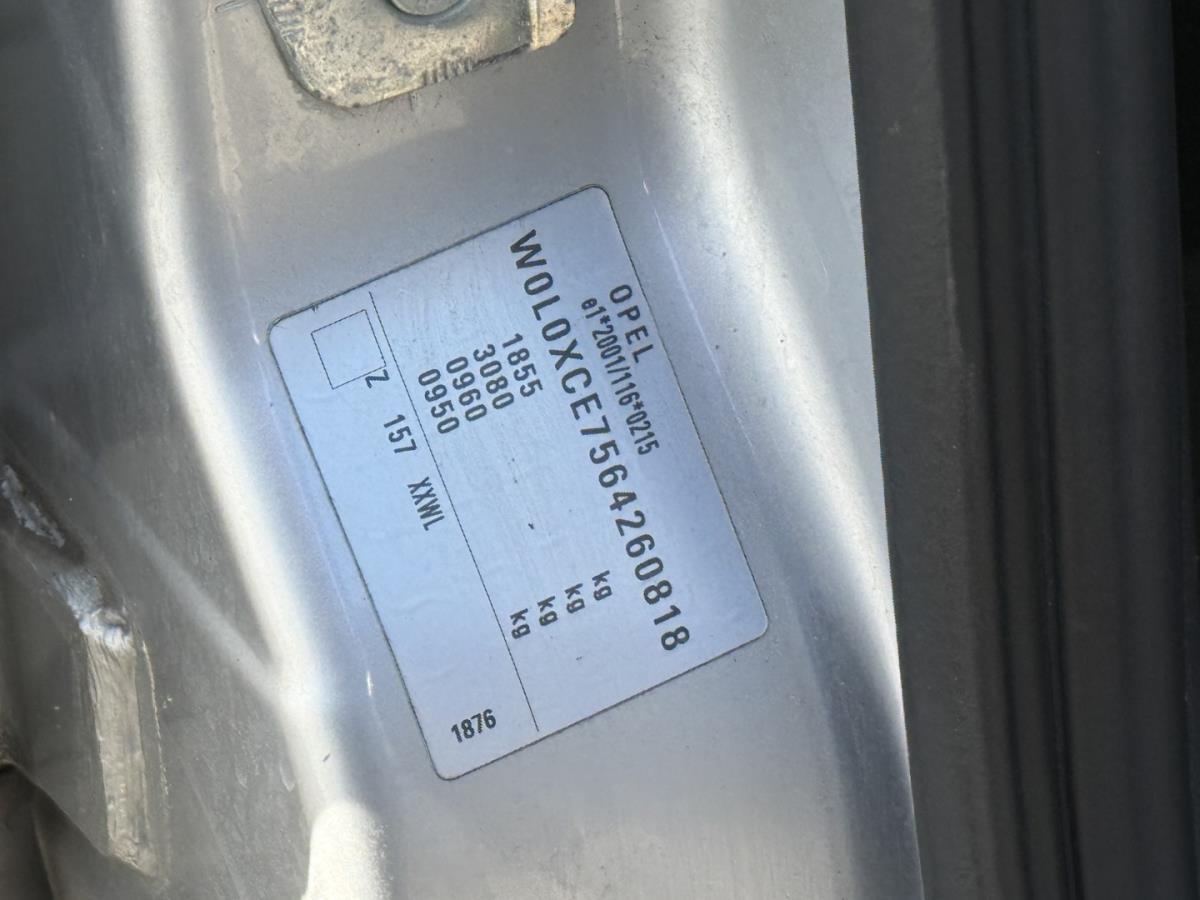 OPEL
e1*2001/116*0215
W0L0XCE7564260818
1855 kg
3080 kg
0960 kg
0950 kg
Z 157 XXWL 1876